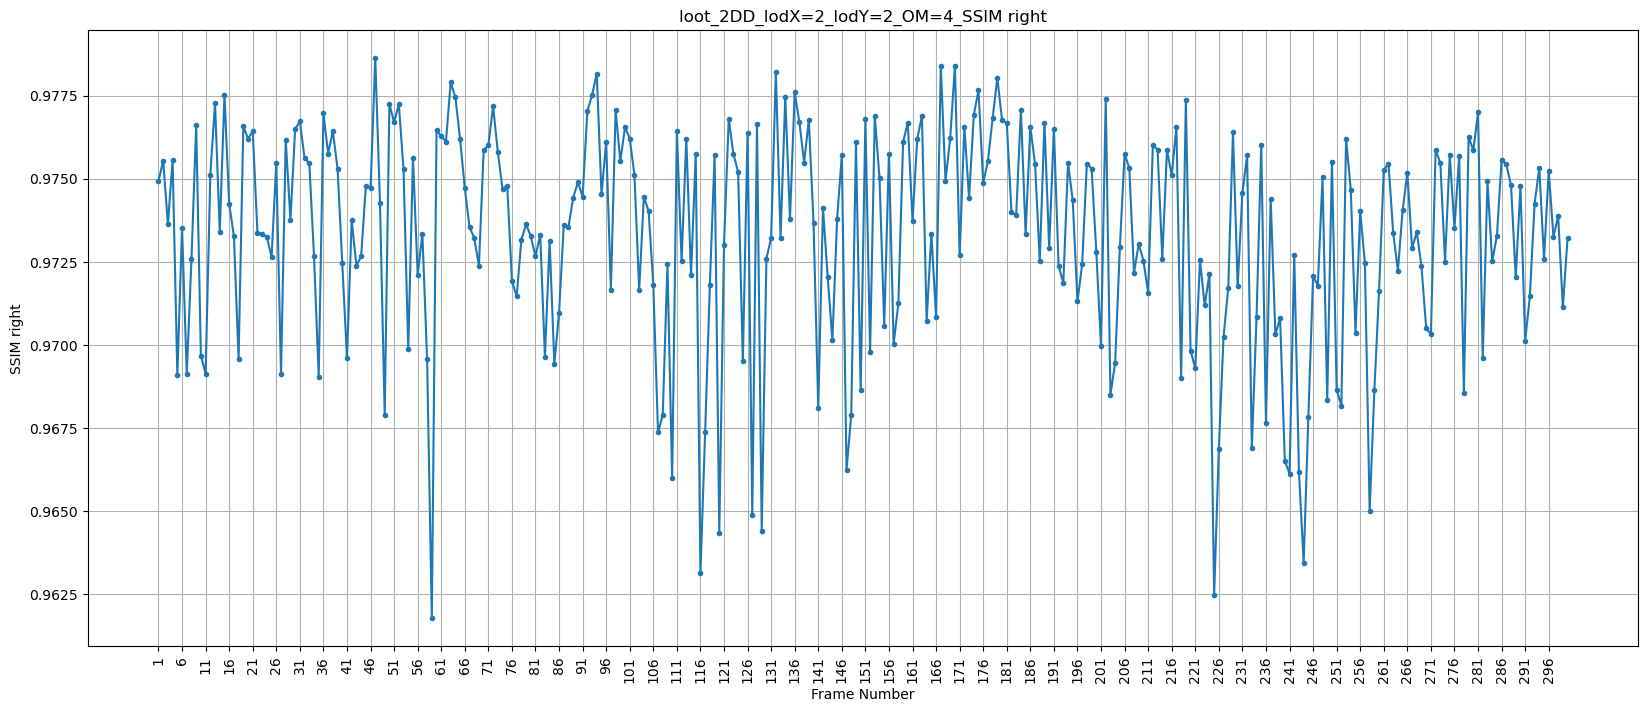 loot_2DD_lodX=2_lodY=2_OM=4_SSIM right
SSIM right
0.9775
0.9750
0.9725
0.9700
0.9675
0.9650
0.9625
1 6 11 16 21 26 31 36 41 46 51 56 61 66 71 76 81 86 91 96 101 106 111 116 121 126 131 136 141 146 151 156 161 166 171 176 181 186 191 196 201 206 211 216 221 226 231 236 241 246 251 256 261 266 271 276 281 286 291 296
Frame Number